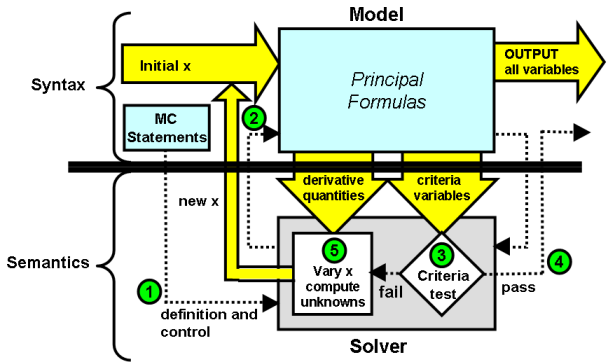 Model
Initial x
OUTPUT
all variables
Principal
Formulas
Syntax
MC
Statements
2
derivative
quantities
criteria
variables
new x
5
3
4
Vary x
compute
unknowns
Criteria
test
Semantics
1
fail
pass
definition and
control
Solver